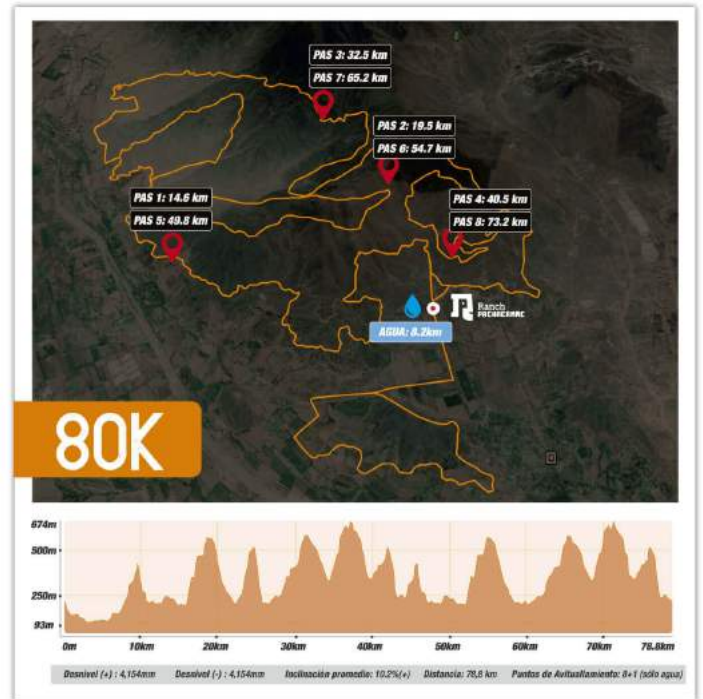 PAS 3: 32.5 km
PAS 7: 65.2 km
PAS 2: 19.5 km
PAS 6: 54.7 km
PAS 1: 14.6 km
PAS 5: 49.8 km
PAS 4: 40.5 km
PAS 8: 73.2 km
Ranch
PACHACAMAC
AGUA: 8.2km
80K
674m
500m
250m
93m
0m 10km 20km 30km 40km 50km 60km 70km 78.8km
Desnivel (+) : 4,154mm Desnivel (-) : 4,154mm Inclinación promedio: 10.2%(+) Distancia: 78,8 km Puntos de Avituallamiento: 8+1 (sólo agua)